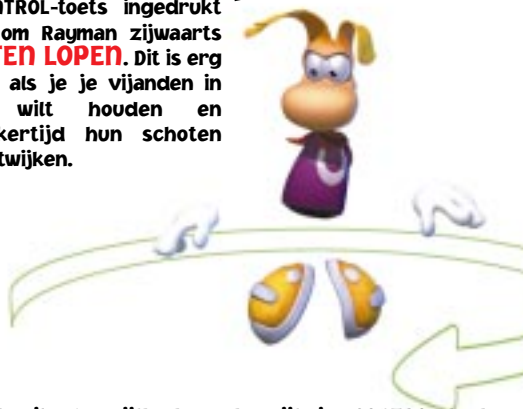 NTROL-toets ingedrukt
om Rayman zijwaarts
TEN LOPEN. Dit is erg
als je je vijanden in
wilt houden en
kertijd hun schoten
twijken.